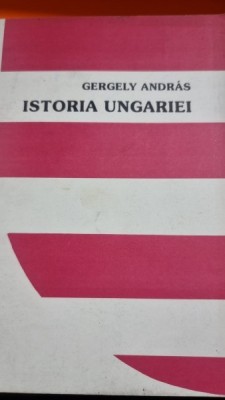 GERGELY ANDRÁS
ISTORIA UNGARIEI